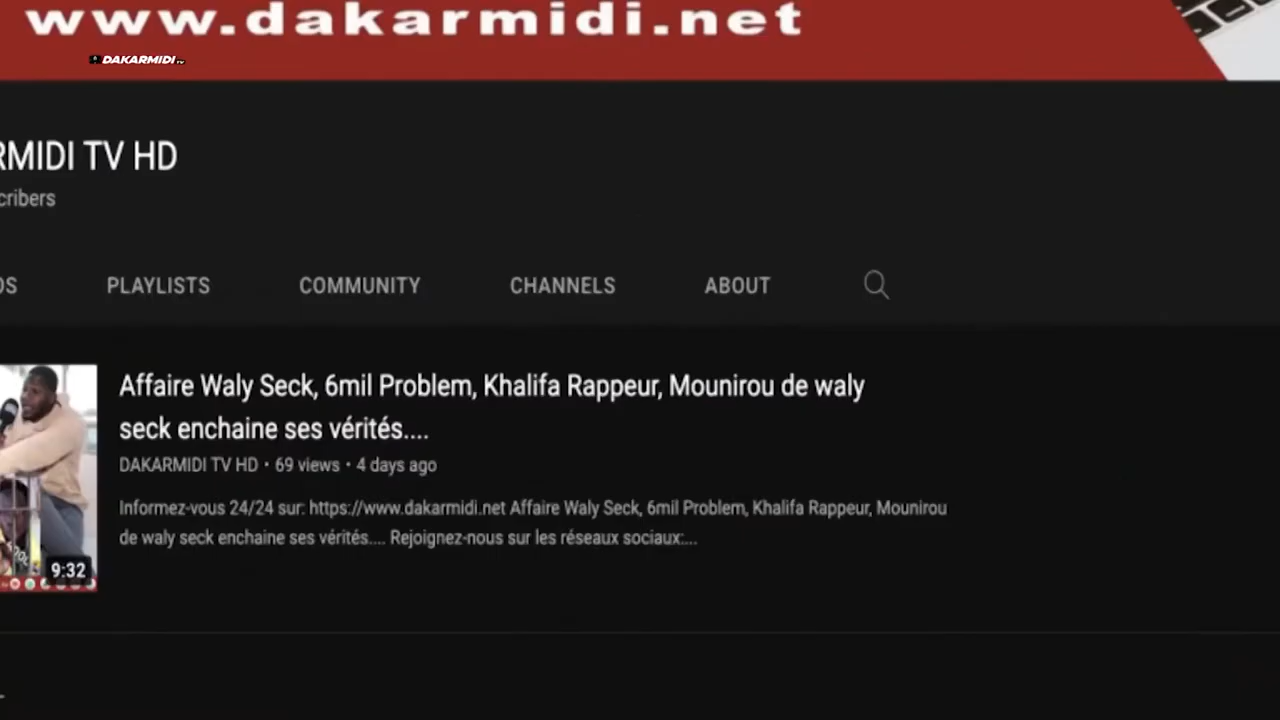 www.dakarmidi.net
DAKARMIDI TV
RMIDI TV HD
cribers
OS
PLAYLISTS
COMMUNITY
CHANNELS
ABOUT
Affaire Waly Seck, 6mil Problem, Khalifa Rappeur, Mounirou de waly
seck enchaine ses vérités....
DAKARMIDI TV HD • 69 views • 4 days ago
Informez-vous 24/24 sur: https://www.dakarmidi.net Affaire Waly Seck, 6mil Problem, Khalifa Rappeur, Mounirou
de waly seck enchaine ses vérités.... Rejoignez-nous sur les réseaux sociaux:...
9:32